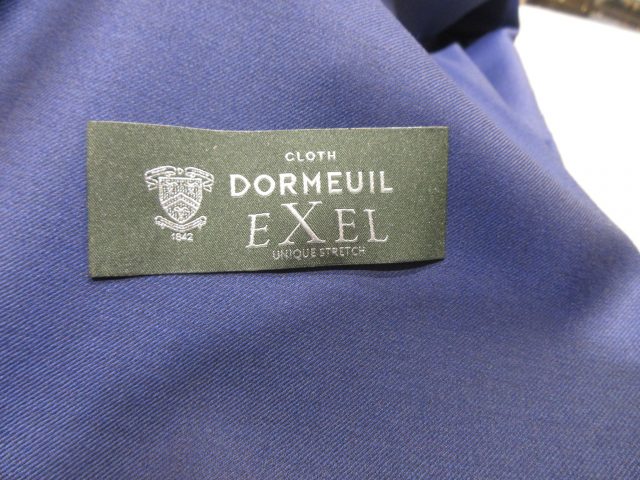 CLOTH
DORMEUIL
EXEL
UNIQUE STRETCH
1842